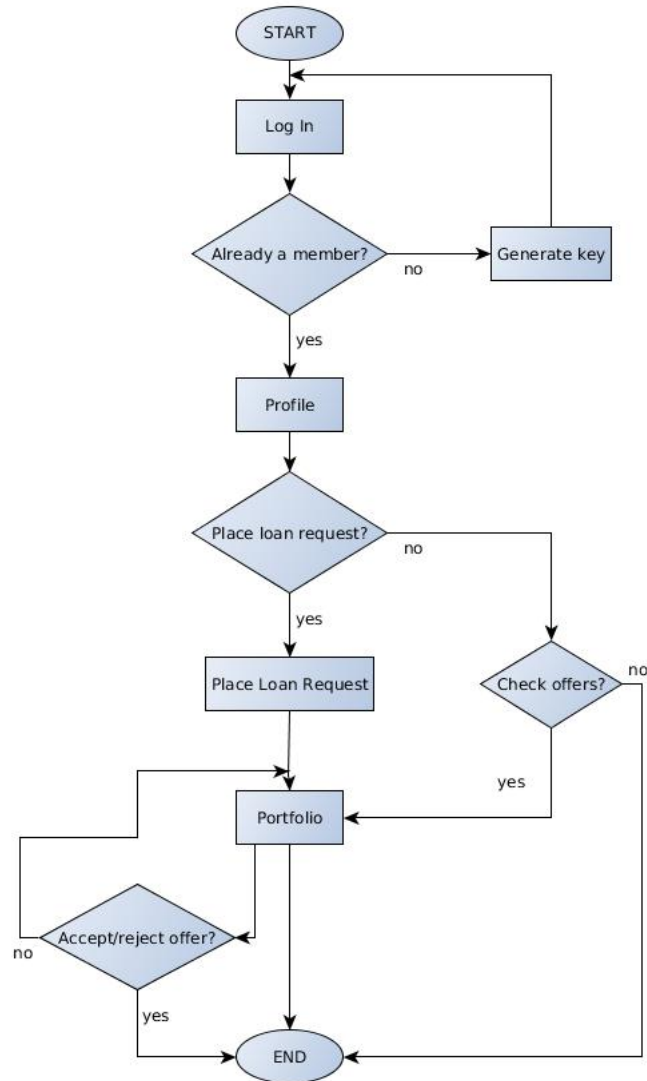 START
Log In
Already a member?
no
Generate key
yes
Profile
Place loan request?
no
yes
Place Loan Request
Check offers?
no
yes
Portfolio
Accept/reject offer?
no
yes
END